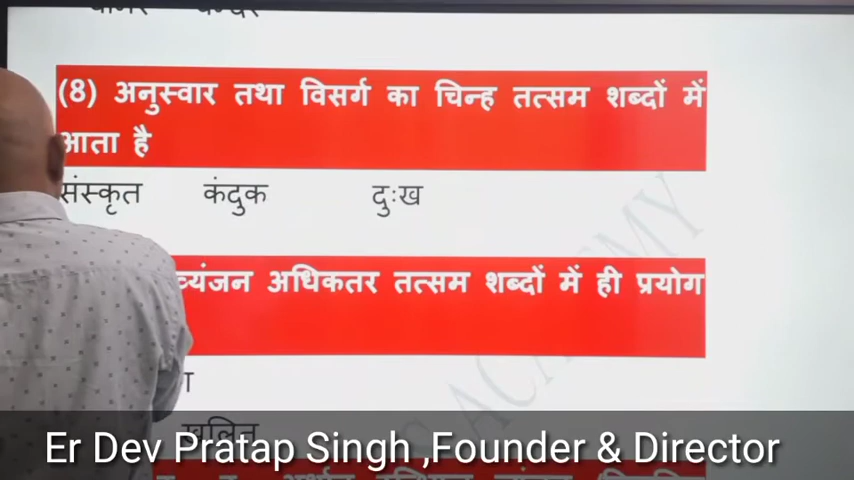 (8) अनुस्वार तथा विसर्ग का चिन्ह तत्सम शब्दों में
आता है
संस्कृत कंदुक दुःख
व्यंजन अधिकतर तत्सम शब्दों में ही प्रयोग
Er Dev Pratap Singh ,Founder & Director